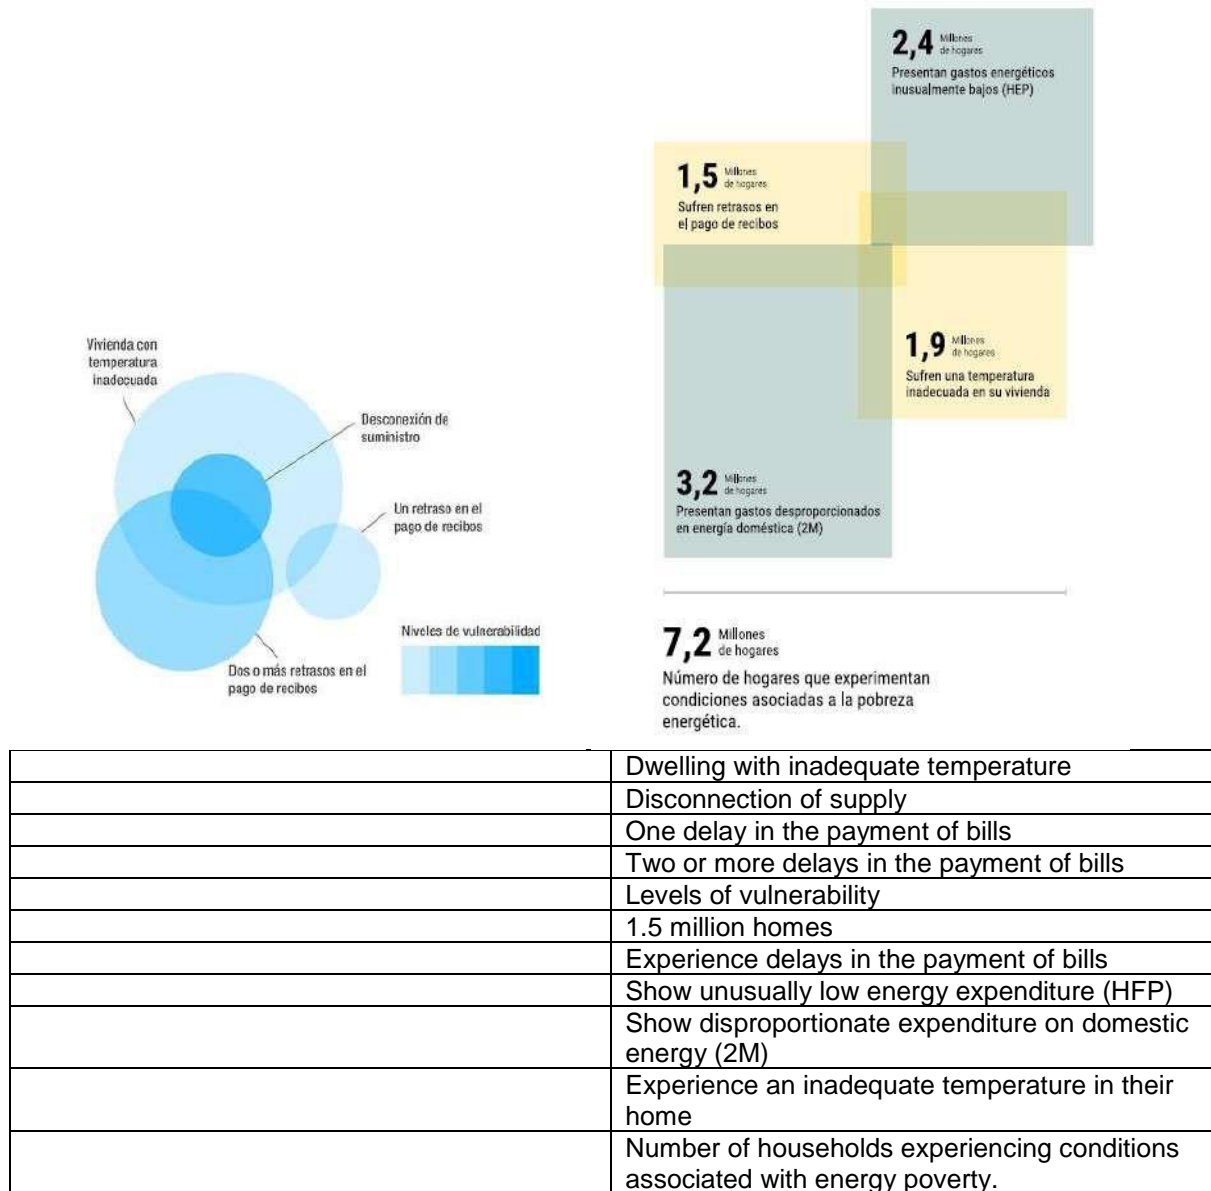 2,4 Millones
de hogares
Presentan gastos energéticos
inusualmente bajos (HEP)
1,5 Millones
de hogares
Sufren retrasos en
el pago de recibos
1,9 Millones
de hogares
Sufren una temperatura
inadecuada en su vivienda
3,2 Millones
de hogares
Presentan gastos desproporcionados
en energía doméstica (2M)
7,2 Millones
de hogares
Número de hogares que experimentan
condiciones asociadas a la pobreza
energética.
Vivienda con
temperatura
inadecuada
Desconexión de
suministro
Un retraso en el
pago de recibos
Dos o más retrasos en el
pago de recibos
Niveles de vulnerabilidad
Dwelling with inadequate temperature
Disconnection of supply
One delay in the payment of bills
Two or more delays in the payment of bills
Levels of vulnerability
1.5 million homes
Experience delays in the payment of bills
Show unusually low energy expenditure (HFP)
Show disproportionate expenditure on domestic
energy (2M)
Experience an inadequate temperature in their
home
Number of households experiencing conditions
associated with energy poverty.